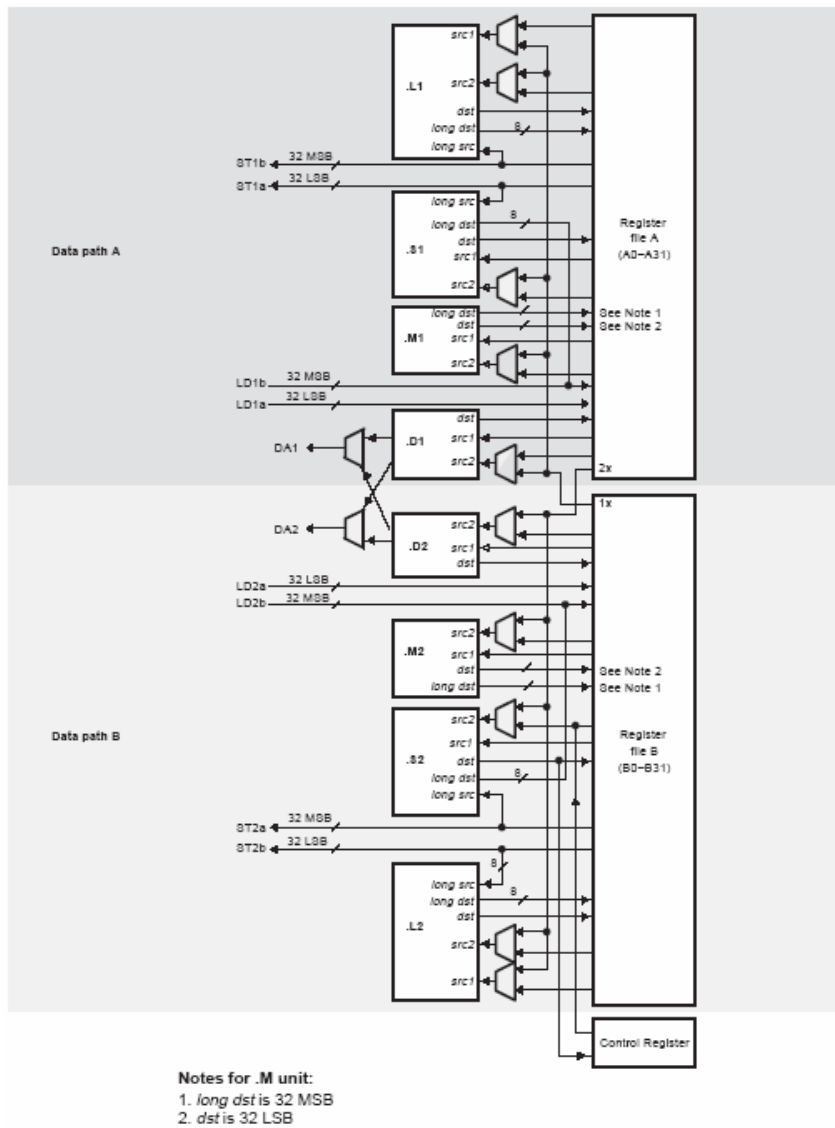 src1
.L1
src2
dst
long dst
8
long src
ST1b
32 MSB
ST1a
32 LSB
long src
8
long dst
Register
file A
(A0–A31)
dst
Data path A
.S1
src1
src2
long dst
See Note 1
dst
See Note 2
.M1
src1
src2
LD1b
32 MSB
LD1a
32 LSB
dst
DA1
.D1
src1
src2
2x
1x
src2
DA2
.D2
src1
dst
LD2a
32 LSB
LD2b
32 MSB
src2
.M2
src1
dst
See Note 2
long dst
See Note 1
src2
Data path B
src1
Register
file B
(B0–B31)
.S2
dst
long dst
8
long src
ST2a
32 MSB
ST2b
32 LSB
8
long src
8
long dst
dst
.L2
src2
src1
Control Register
Notes for .M unit:
1. long dst is 32 MSB
2. dst is 32 LSB